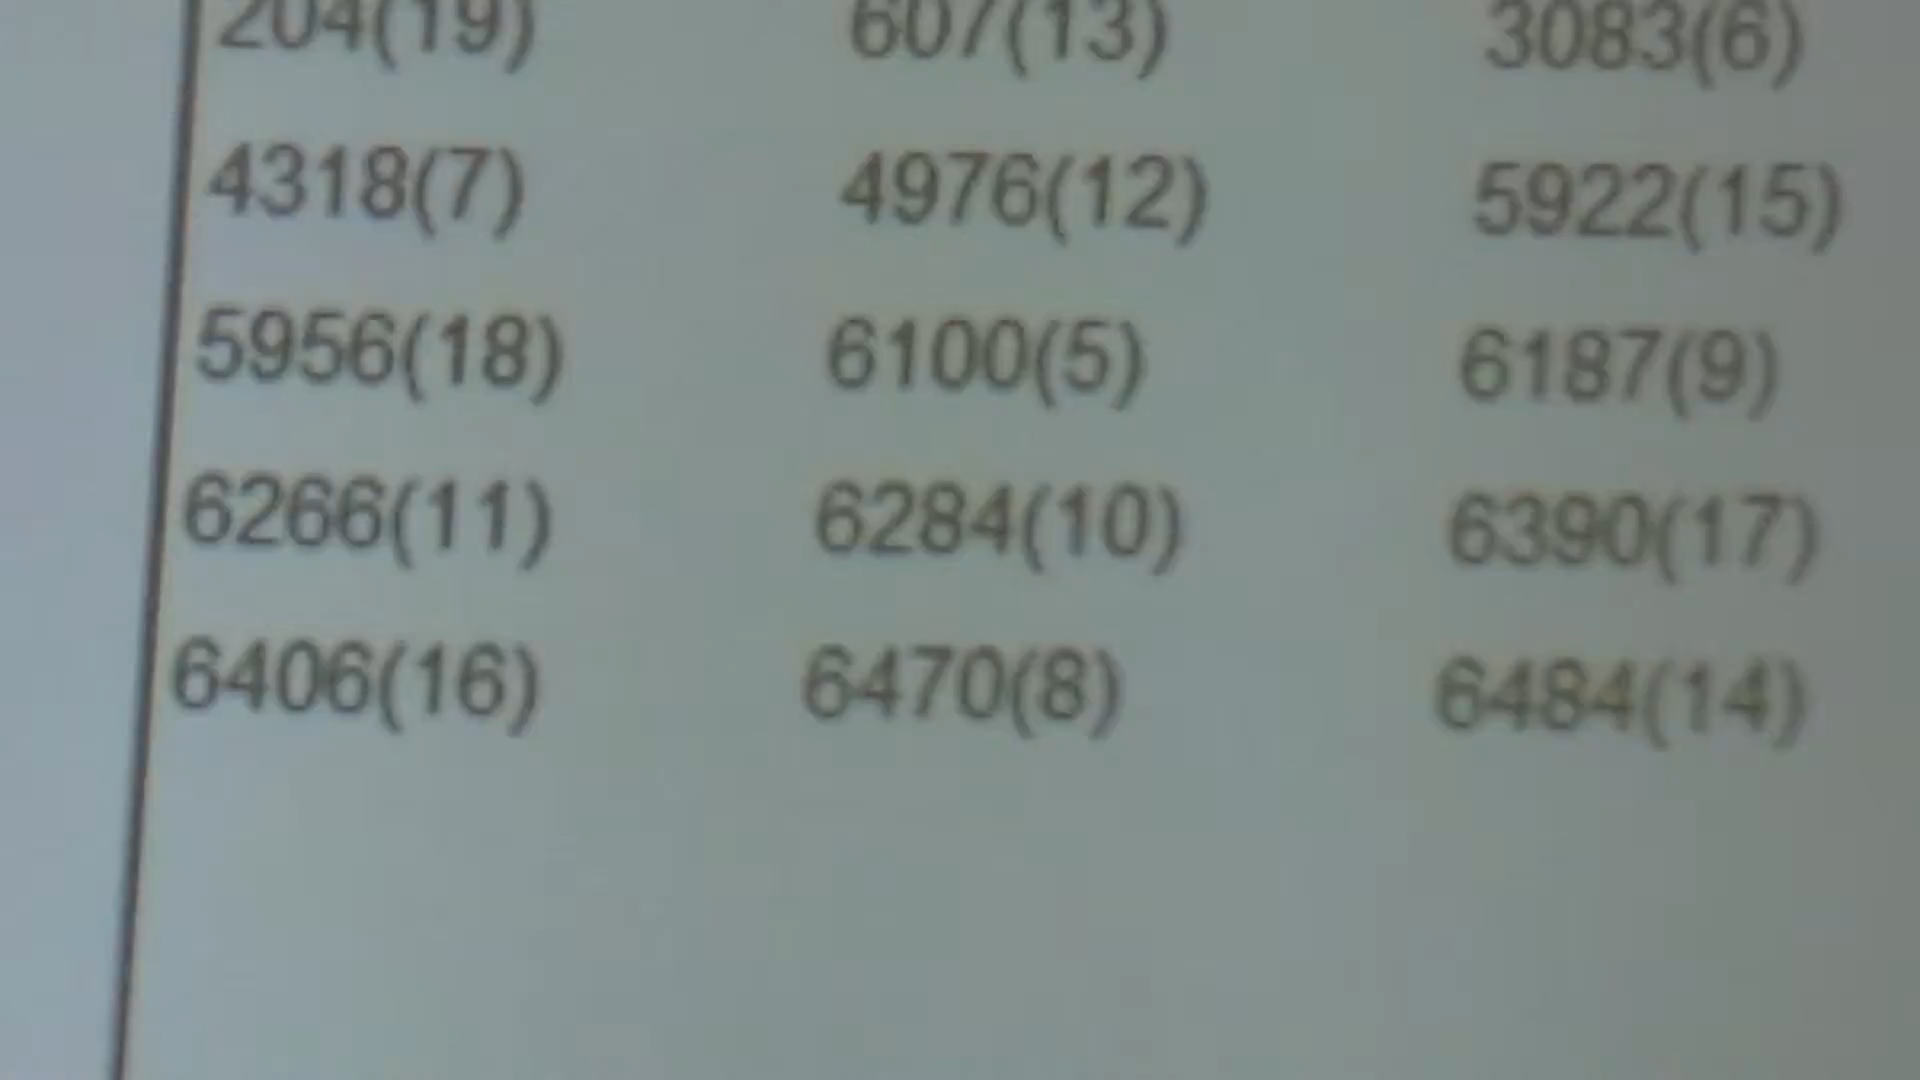 204(19) 607(13) 3083(6)
4318(7) 4976(12) 5922(15)
5956(18) 6100(5) 6187(9)
6266(11) 6284(10) 6390(17)
6406(16) 6470(8) 6484(14)